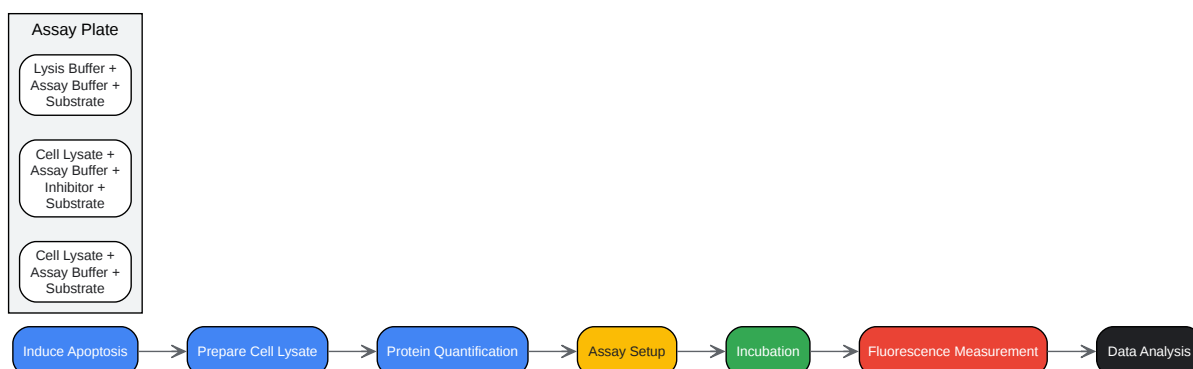 Assay Plate
Lysis Buffer +
Assay Buffer +
Substrate
Cell Lysate +
Assay Buffer +
Inhibitor +
Substrate
Cell Lysate +
Assay Buffer +
Substrate
Induce Apoptosis
Prepare Cell Lysate
Protein Quantification
Assay Setup
Incubation
Fluorescence Measurement
Data Analysis